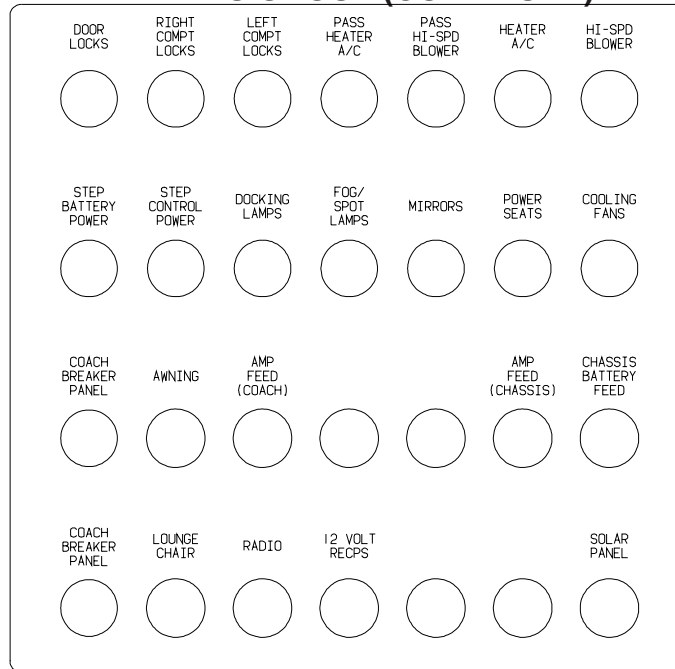 DOOR
LOCKS
RIGHT
COMPT
LOCKS
LEFT
COMPT
LOCKS
PASS
HEATER
A/C
PASS
HI-SPD
BLOWER
HEATER
A/C
HI-SPD
BLOWER
STEP
BATTERY
POWER
STEP
CONTROL
POWER
DOCKING
LAMPS
FOG/
SPOT
LAMPS
MIRRORS
POWER
SEATS
COOLING
FANS
COACH
BREAKER
PANEL
AWNING
AMP
FEED
(COACH)
AMP
FEED
(CHASSIS)
CHASSIS
BATTERY
FEED
COACH
BREAKER
PANEL
LOUNGE
CHAIR
RADIO
12 VOLT
RECPS
SOLAR
PANEL